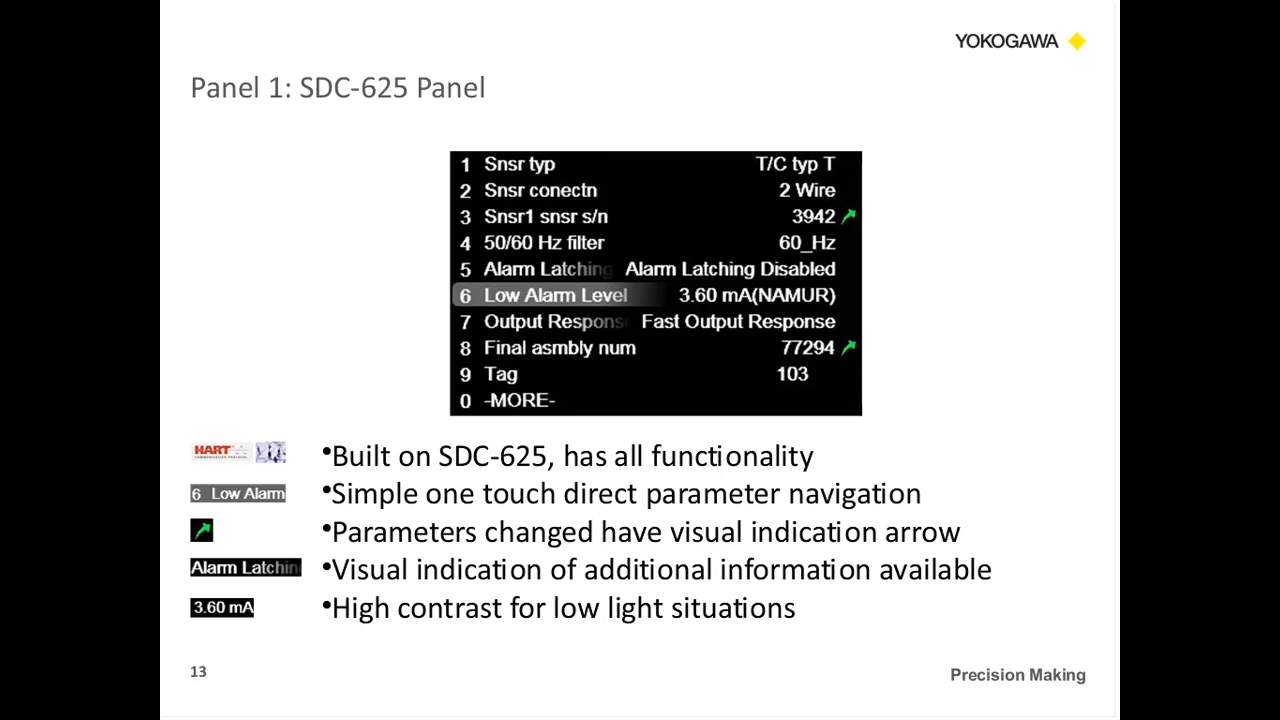 YOKOGAWA
Panel 1: SDC-625 Panel
1 Snsr typ T/C typ T
2 Snsr conectn 2 Wire
3 Snsr1 snsr s/n 3942
4 50/60 Hz filter 60_Hz
5 Alarm Latching Alarm Latching Disabled
6 Low Alarm Level 3.60 mA(NAMUR)
7 Output Respons Fast Output Response
8 Final asmbly num 77294
9 Tag 103
0 -MORE-
HART
•Built on SDC-625, has all functionality
6 Low Alarm
•Simple one touch direct parameter navigation
•Parameters changed have visual indication arrow
Alarm Latchin
•Visual indication of additional information available
3.60 mA
•High contrast for low light situations
13
Precision Making